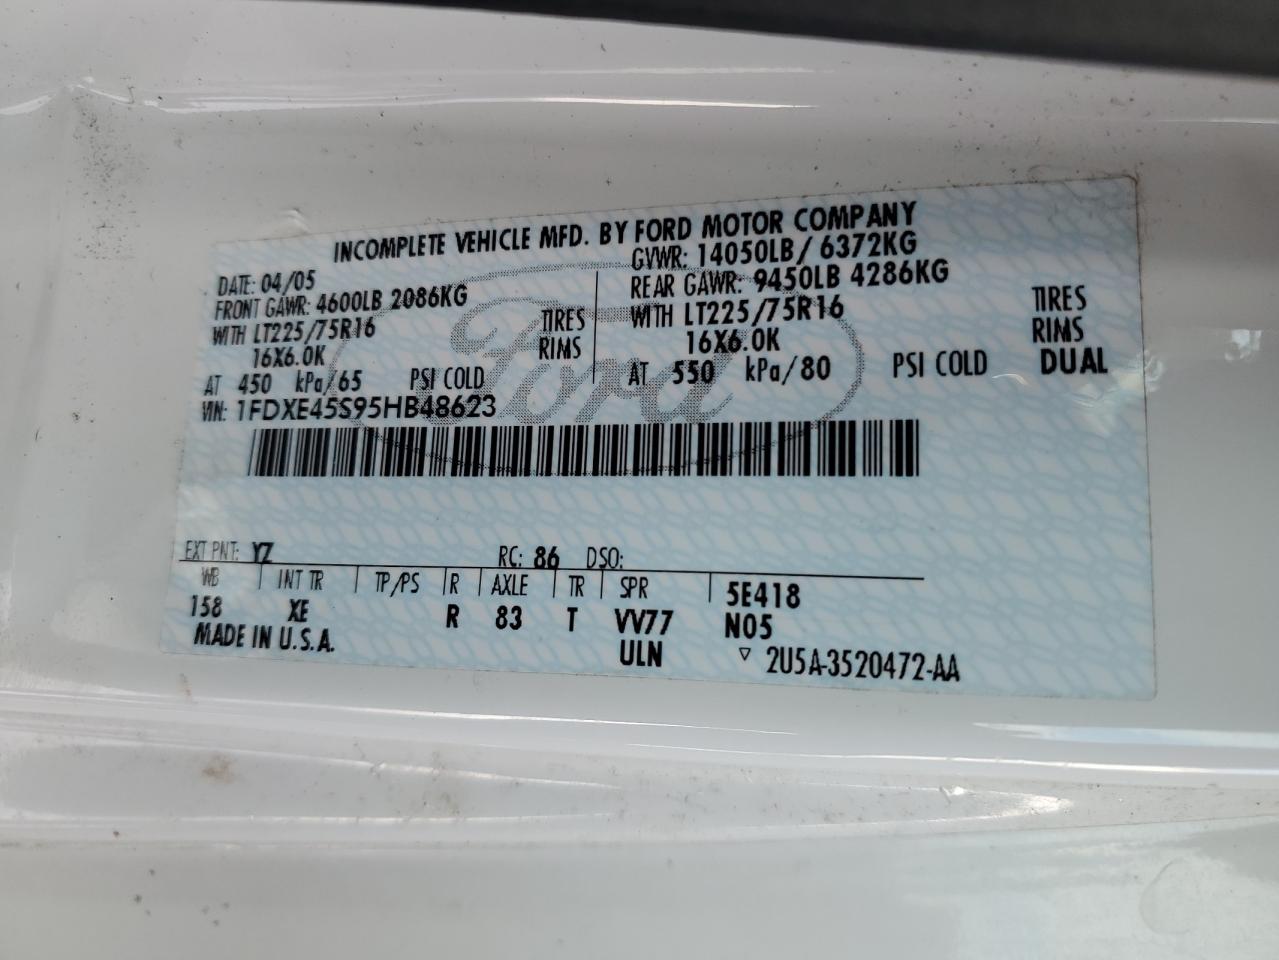 INCOMPLETE VEHICLE MFD. BY FORD MOTOR COMPANY
DATE: 04/05 GVWR: 14050LB/ 6372KG
FRONT GAWR: 4600LB 2086KG REAR GAWR: 9450LB 4286KG
WITH LT225/75R16 TIRES WITH LT225/75R16 TIRES
16X6.0K RIMS 16X6.0K RIMS
AT 450 kPa/65 PSI COLD AT 550 kPa/80 PSI COLD DUAL
VIN: 1FDXE45S95HB48623
Ford
EXT PNT: YZ RC: 86 DSO:
WB INT TR TP/PS R AXLE TR SPR 5E418
158 XE R 83 T VV77 N05
MADE IN U.S.A. ULN ▽ 2U5A-3520472-AA